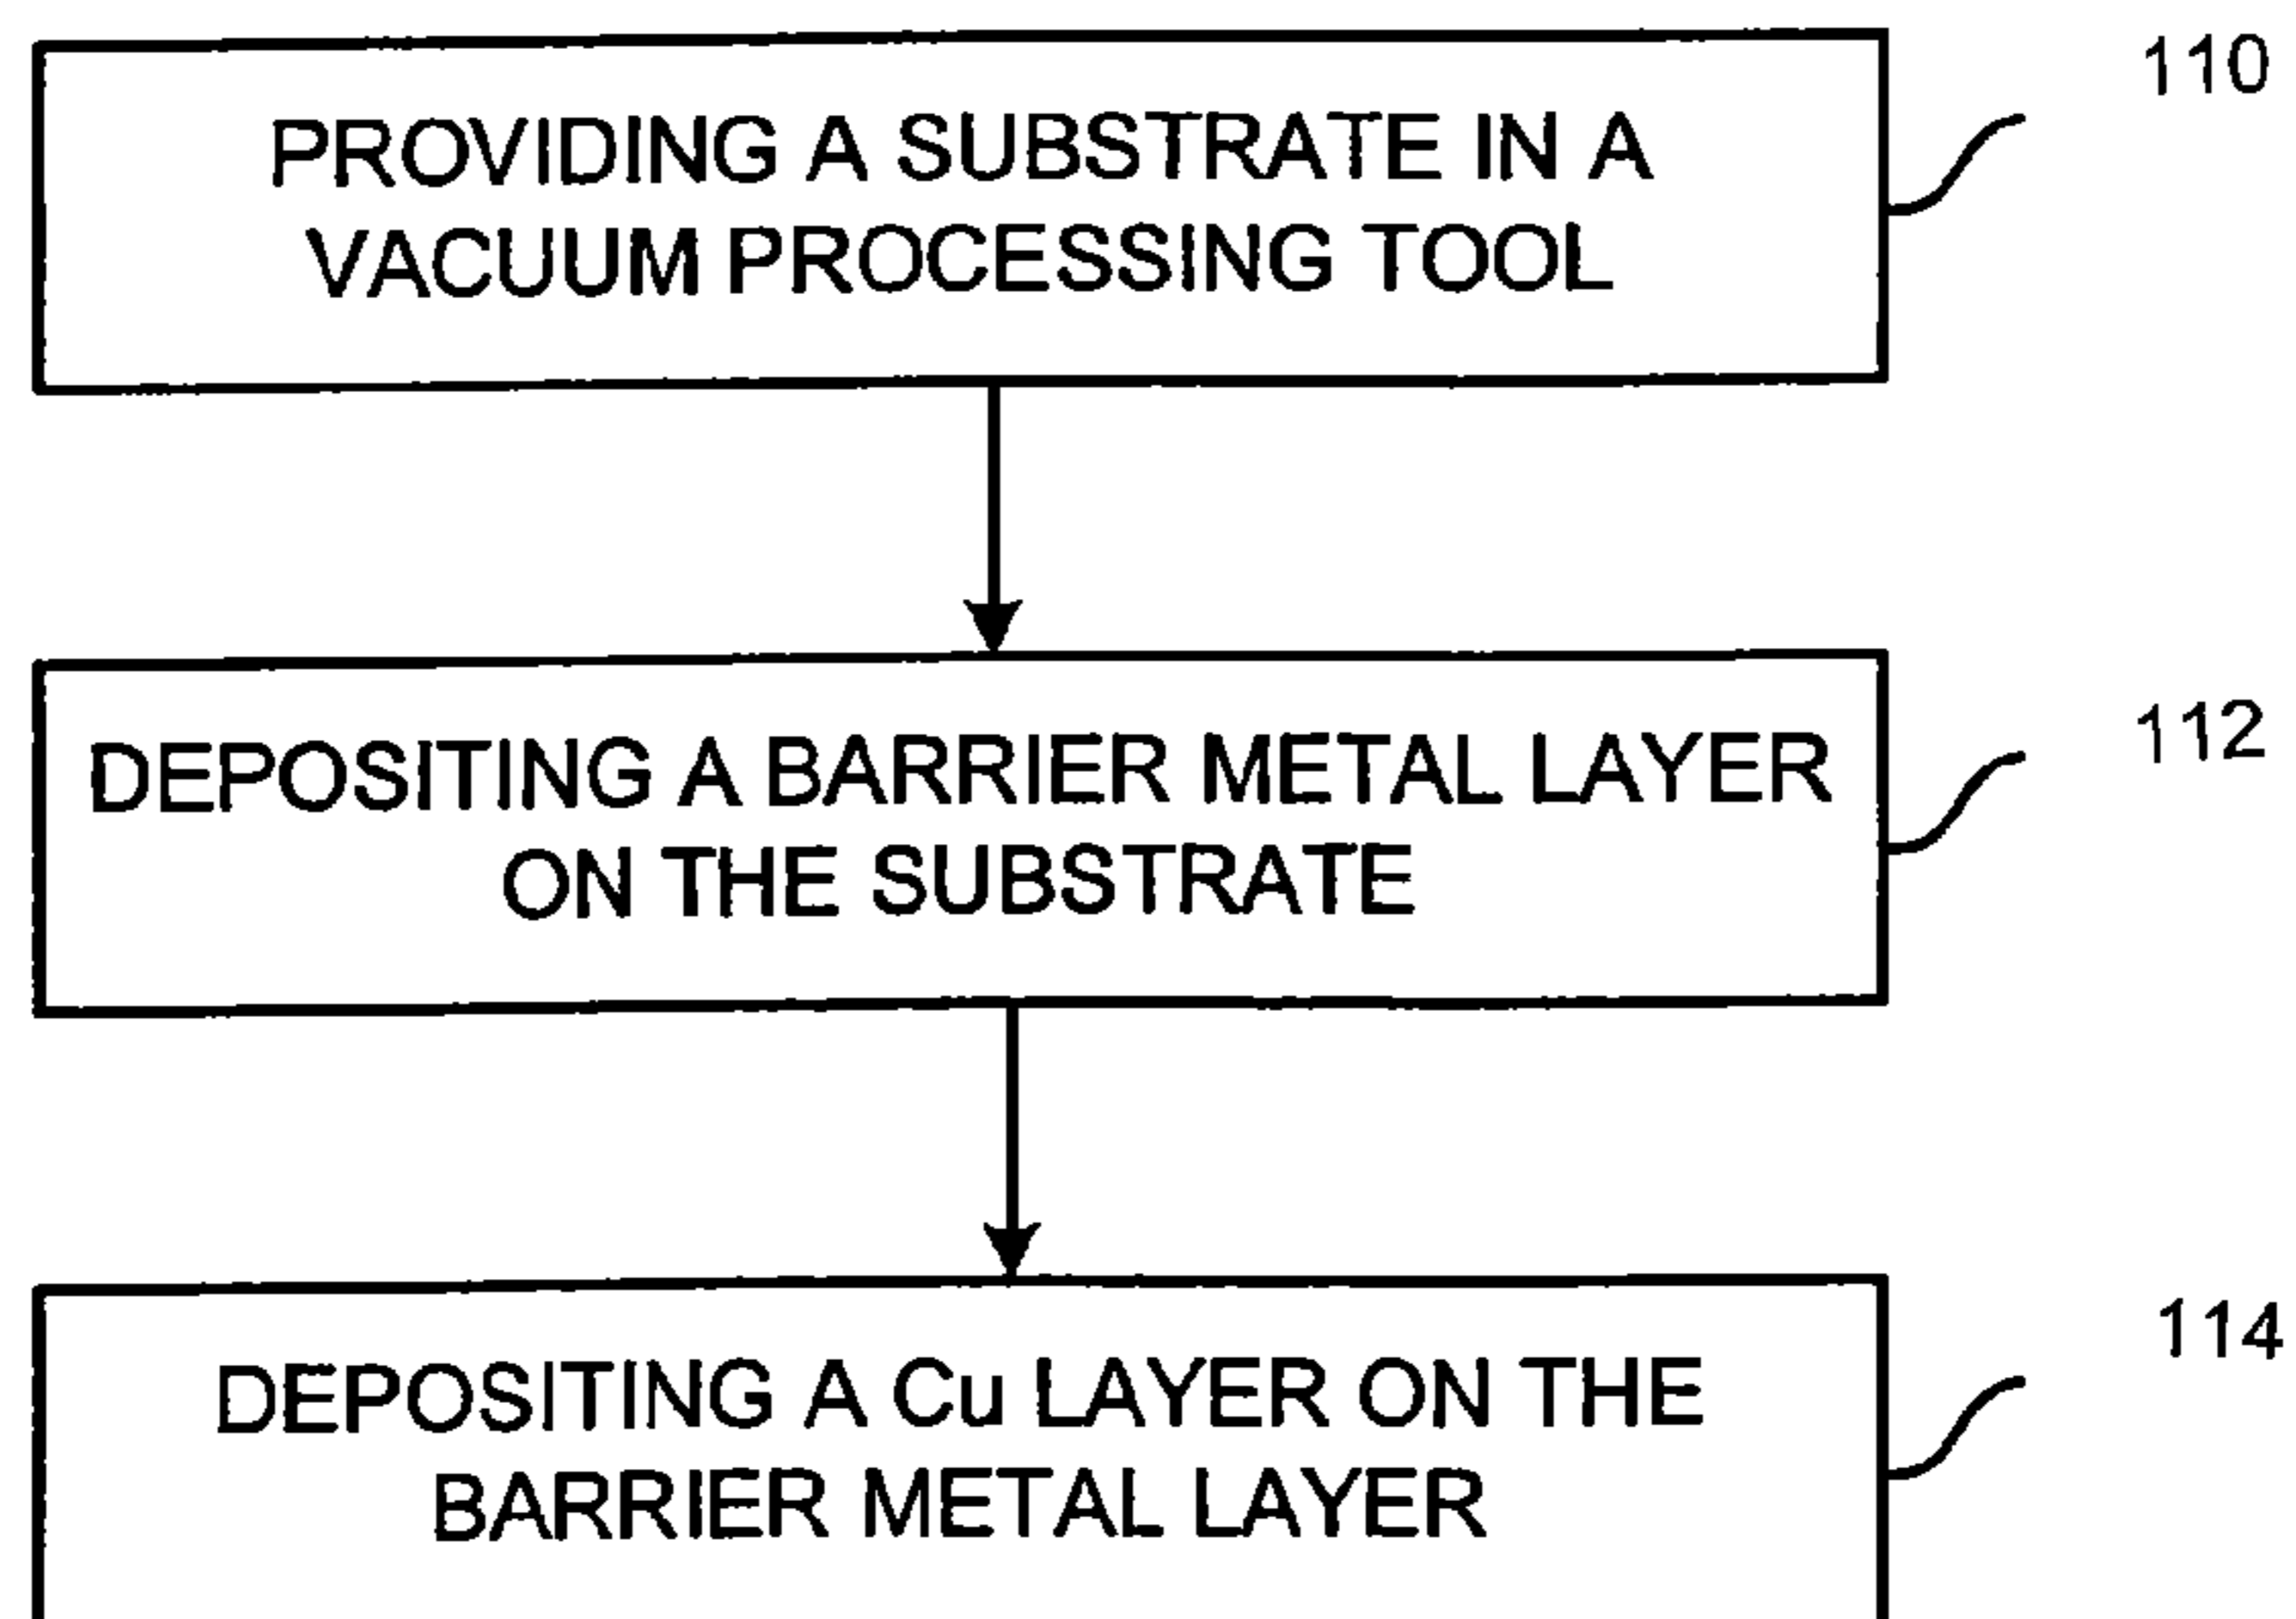 110
PROVIDING A SUBSTRATE IN A
VACUUM PROCESSING TOOL
112
DEPOSITING A BARRIER METAL LAYER
ON THE SUBSTRATE
114
DEPOSITING A Cu LAYER ON THE
BARRIER METAL LAYER